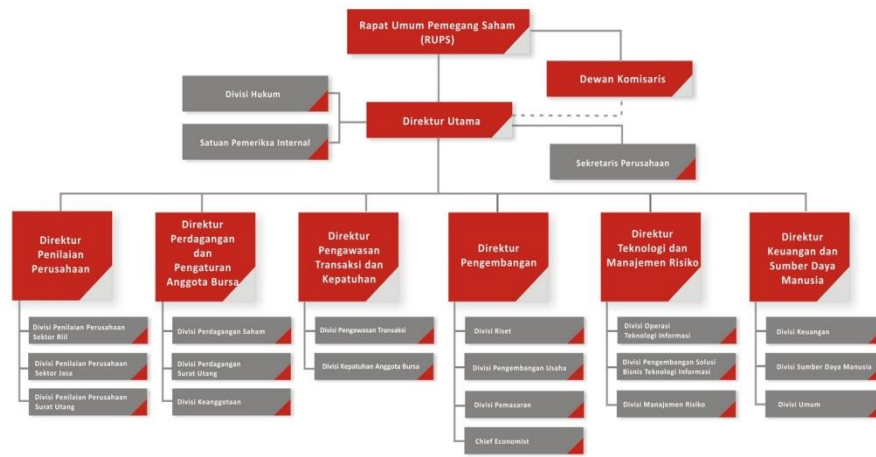 Rapat Umum Pemegang Saham
(RUPS)
Dewan Komisaris
Divisi Hukum
Direktur Utama
Satuan Pemeriksa Internal
Sekretaris Perusahaan
Direktur
Penilaian
Perusahaan
Divisi Penilaian Perusahaan
Sektor Riil
Divisi Penilaian Perusahaan
Sektor Jasa
Divisi Penilaian Perusahaan
Surat Utang
Direktur
Perdagangan
dan
Pengaturan
Anggota Bursa
Divisi Perdagangan Saham
Divisi Perdagangan
Surat Utang
Divisi Keanggotaan
Direktur
Pengawasan
Transaksi dan
Kepatuhan
Divisi Pengawasan Transaksi
Divisi Kepatuhan Anggota Bursa
Direktur
Pengembangan
Divisi Riset
Divisi Pengembangan Usaha
Divisi Pemasaran
Chief Economist
Direktur
Teknologi dan
Manajemen Risiko
Divisi Operasi
Teknologi Informasi
Divisi Pengembangan Solusi
Bisnis Teknologi Informasi
Divisi Manajemen Risiko
Direktur
Keuangan dan
Sumber Daya
Manusia
Divisi Keuangan
Divisi Sumber Daya Manusia
Divisi Umum